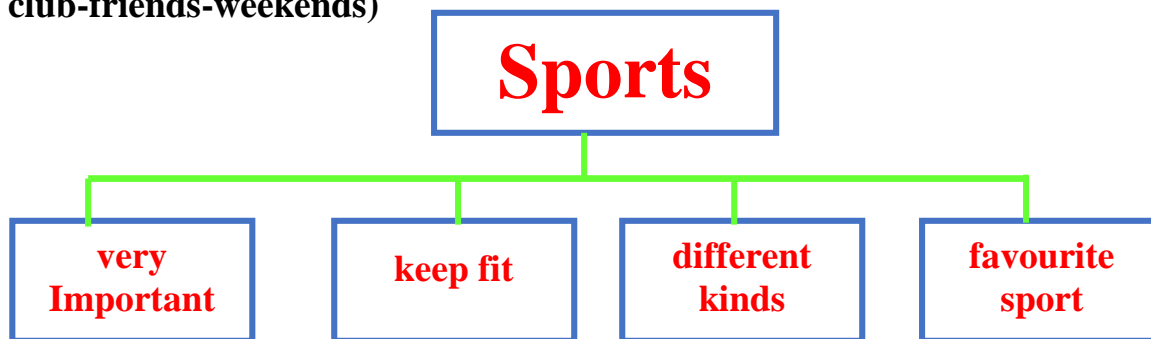 club-friends-weekends)
Sports
very
Important
keep fit
different
kinds
favourite
sport